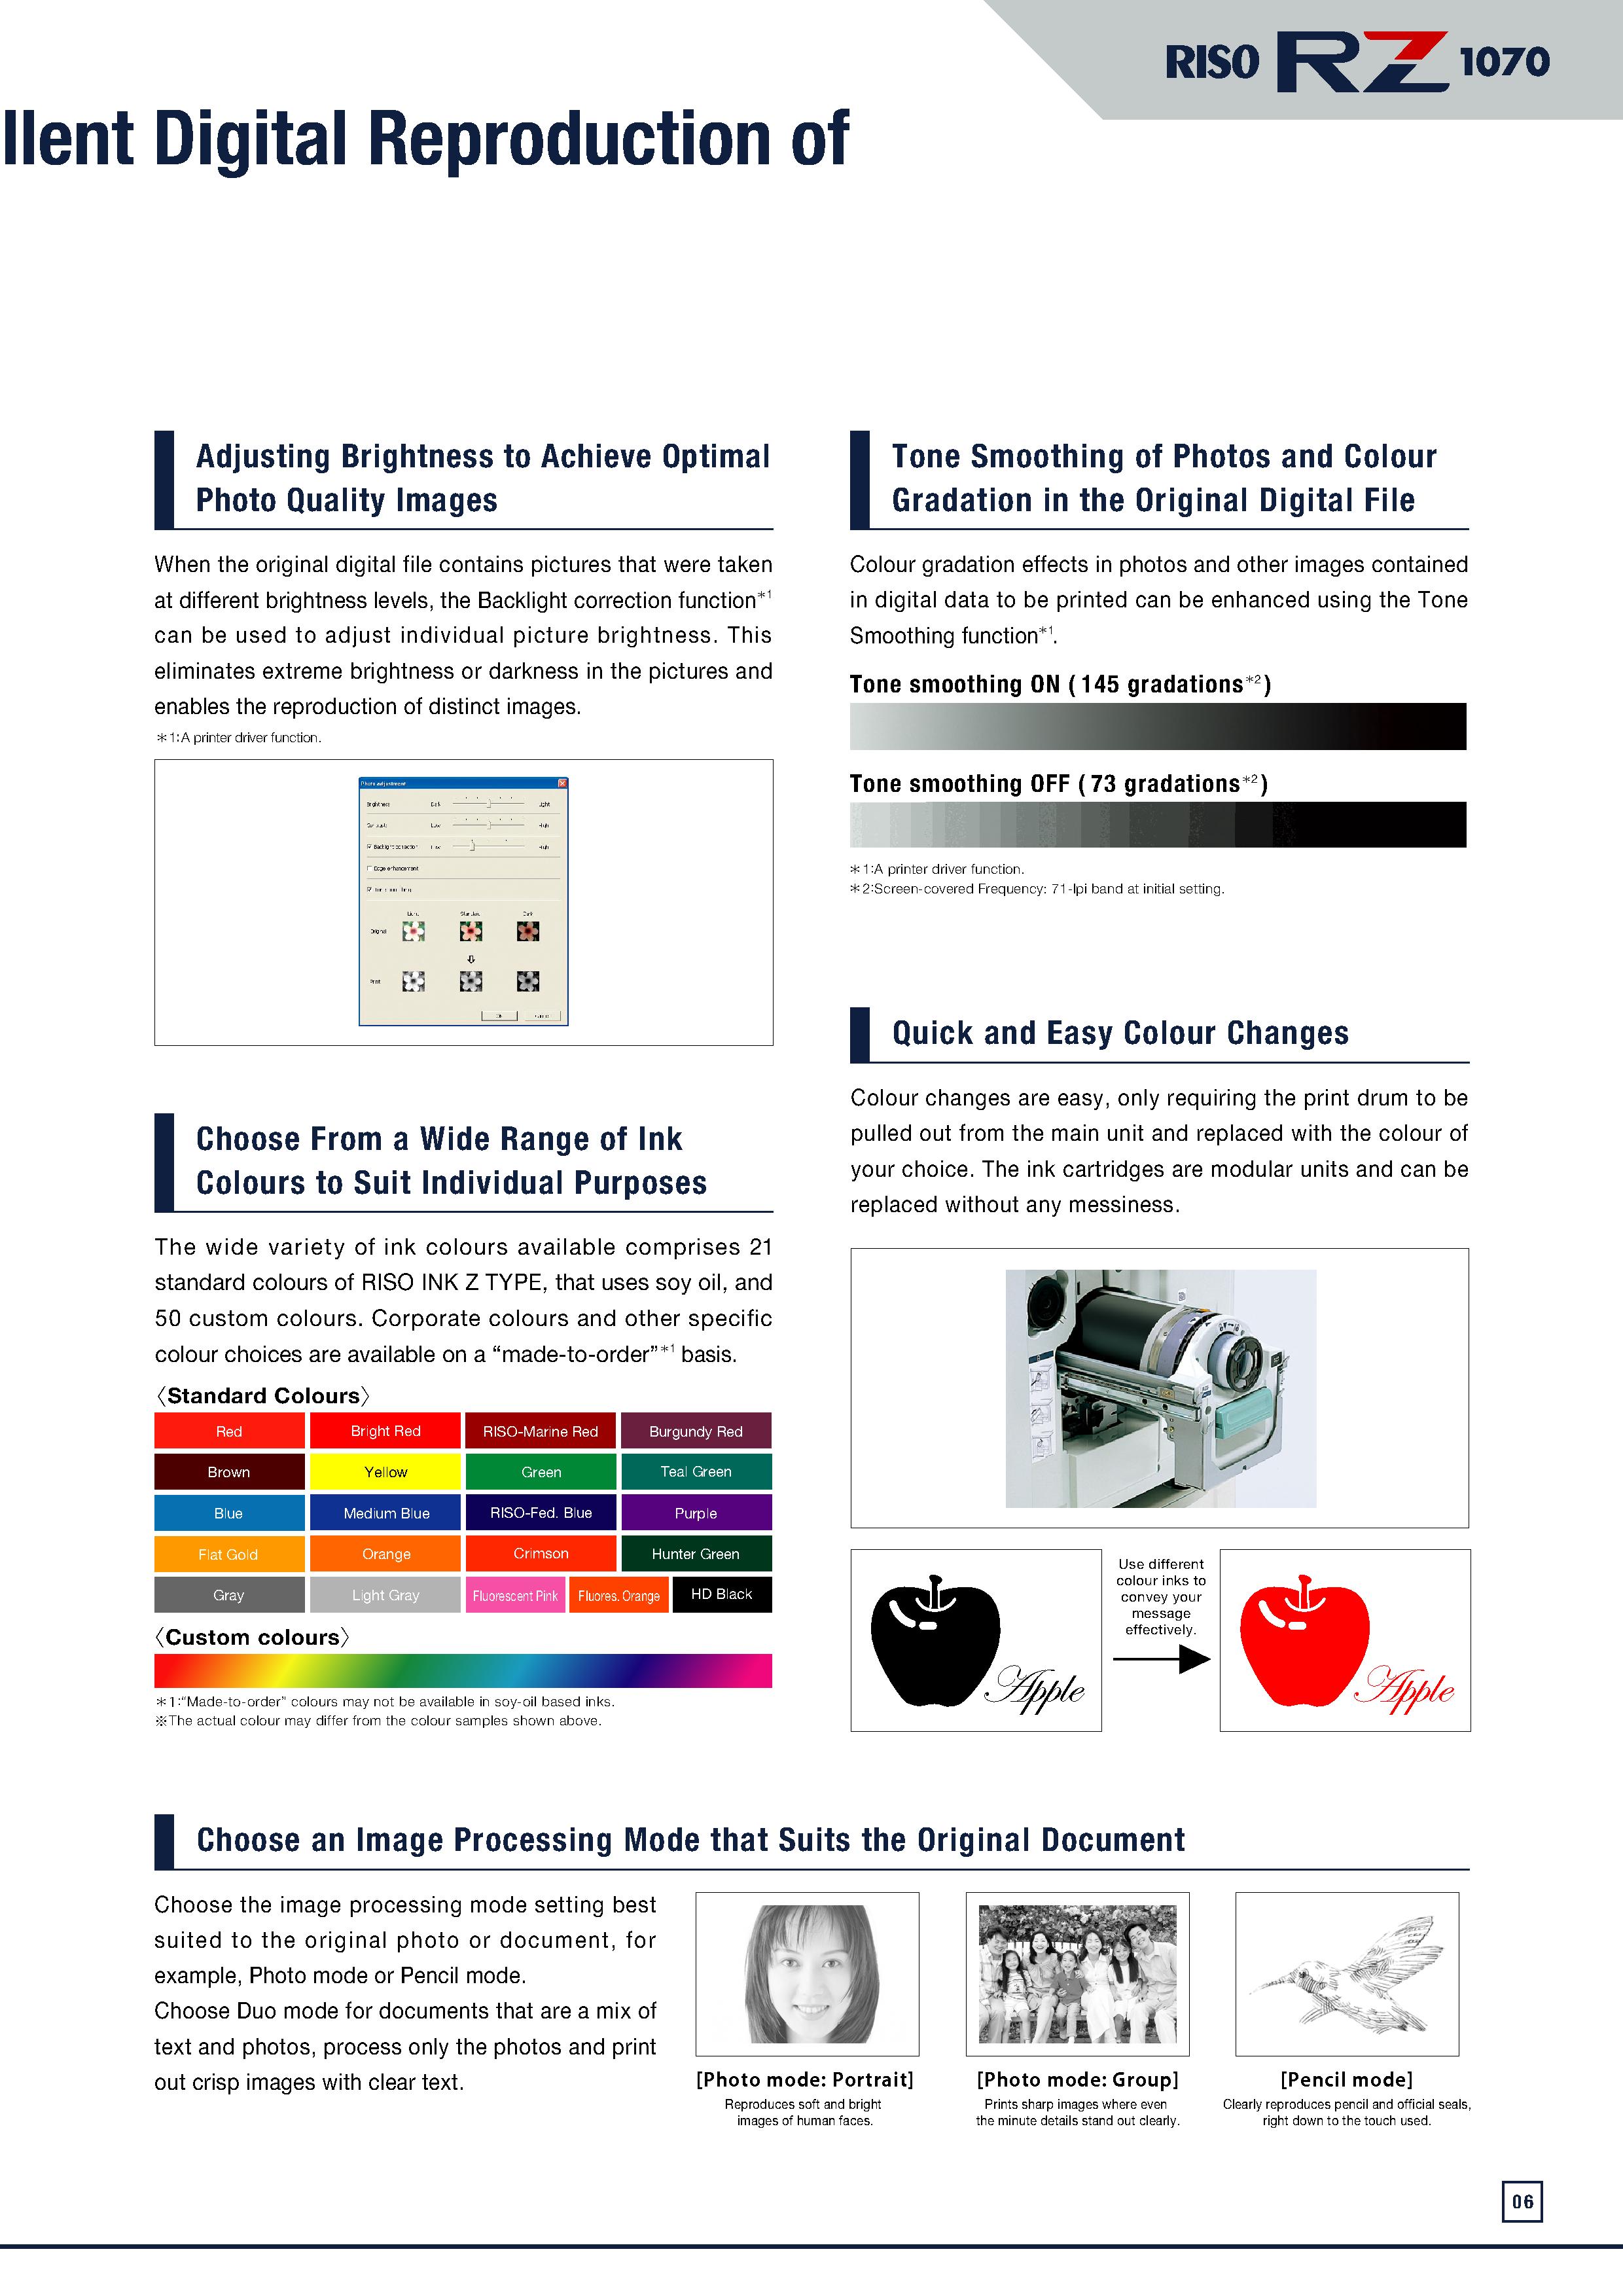 RISO RZ 1070
llent Digital Reproduction of
Adjusting Brightness to Achieve Optimal
Photo Quality Images
When the original digital file contains pictures that were taken
at different brightness levels, the Backlight correction function*1
can be used to adjust individual picture brightness. This
eliminates extreme brightness or darkness in the pictures and
enables the reproduction of distinct images.
*1:A printer driver function.
Photo adjustment
Brightness Dark Light
Contrast Low High
Backlight correction Low High
Edge enhancement
Light Standard Dark
Original
Print
OK
Choose From a Wide Range of Ink
Colours to Suit Individual Purposes
The wide variety of ink colours available comprises 21
standard colours of RISO INK Z TYPE, that uses soy oil, and
50 custom colours. Corporate colours and other specific
colour choices are available on a “made-to-order”*1 basis.
〈Standard Colours〉
Red Bright Red RISO-Marine Red Burgundy Red
Brown Yellow Green Teal Green
Blue Medium Blue RISO-Fed. Blue Purple
Flat Gold Orange Crimson Hunter Green
Gray Light Gray Fluorescent Pink Fluores. Orange HD Black
〈Custom colours〉
*1:“Made-to-order” colours may not be available in soy-oil based inks.
※The actual colour may differ from the colour samples shown above.
Tone Smoothing of Photos and Colour
Gradation in the Original Digital File
Colour gradation effects in photos and other images contained
in digital data to be printed can be enhanced using the Tone
Smoothing function*1.
Tone smoothing ON (145 gradations*2)
Tone smoothing OFF (73 gradations*2)
*1:A printer driver function.
*2:Screen-covered Frequency: 71-lpi band at initial setting.
Quick and Easy Colour Changes
Colour changes are easy, only requiring the print drum to be
pulled out from the main unit and replaced with the colour of
your choice. The ink cartridges are modular units and can be
replaced without any messiness.
Apple
Use different
colour inks to
convey your
message
effectively.
Apple
Choose an Image Processing Mode that Suits the Original Document
Choose the image processing mode setting best
suited to the original photo or document, for
example, Photo mode or Pencil mode.
Choose Duo mode for documents that are a mix of
text and photos, process only the photos and print
out crisp images with clear text.
[Photo mode: Portrait]
Reproduces soft and bright
images of human faces.
[Photo mode: Group]
Prints sharp images where even
the minute details stand out clearly.
[Pencil mode]
Clearly reproduces pencil and official seals,
right down to the touch used.
06